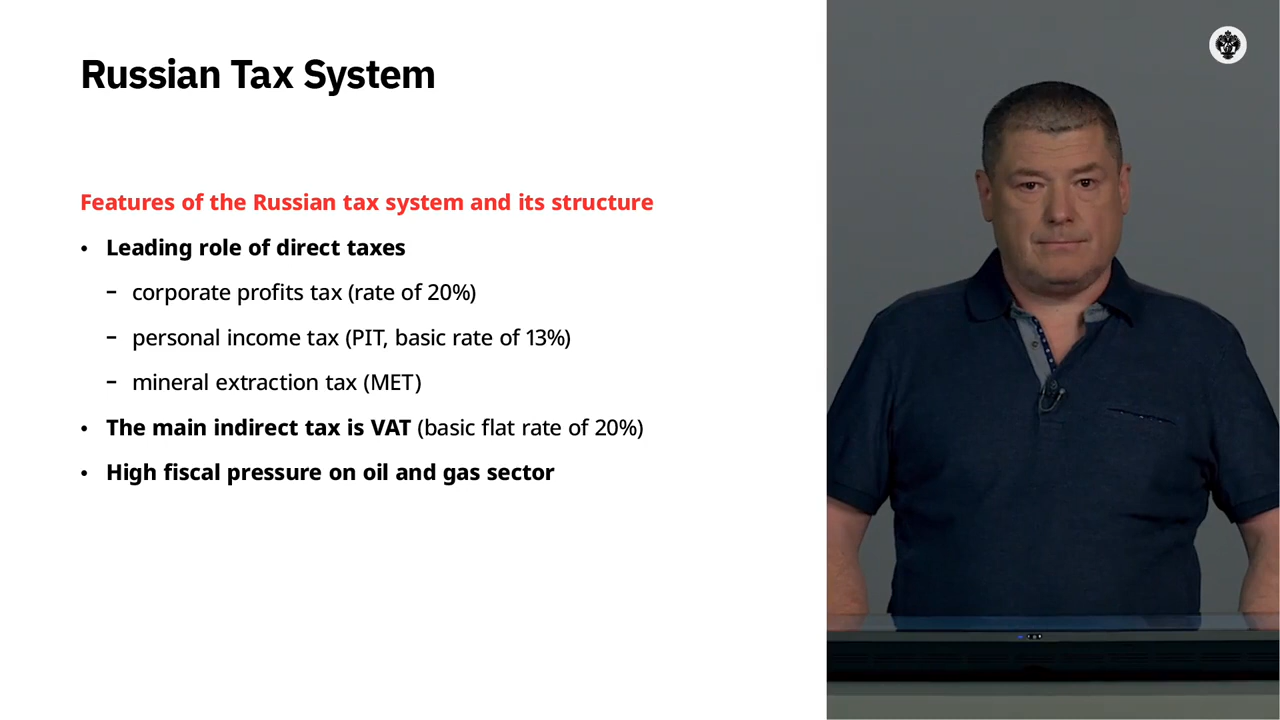 Russian Tax System
Features of the Russian tax system and its structure
• Leading role of direct taxes
– corporate profits tax (rate of 20%)
– personal income tax (PIT, basic rate of 13%)
– mineral extraction tax (MET)
• The main indirect tax is VAT (basic flat rate of 20%)
• High fiscal pressure on oil and gas sector